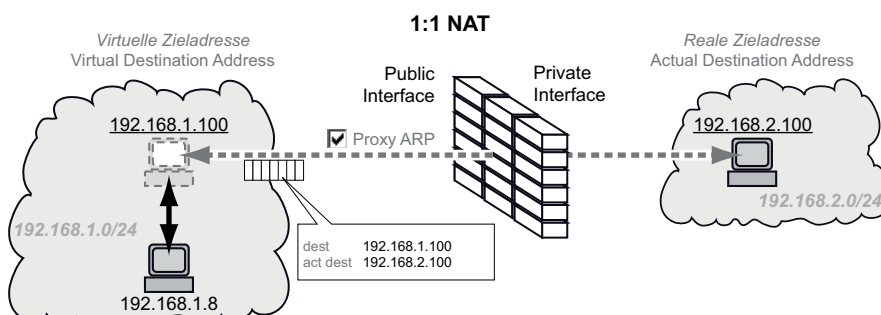 1:1 NAT
Virtuelle Zieladresse
Virtual Destination Address
Reale Zieladresse
Actual Destination Address
Public
Interface
Private
Interface
192.168.1.100
Proxy ARP
192.168.2.100
192.168.2.0/24
192.168.1.0/24
dest 192.168.1.100
act dest 192.168.2.100
192.168.1.8